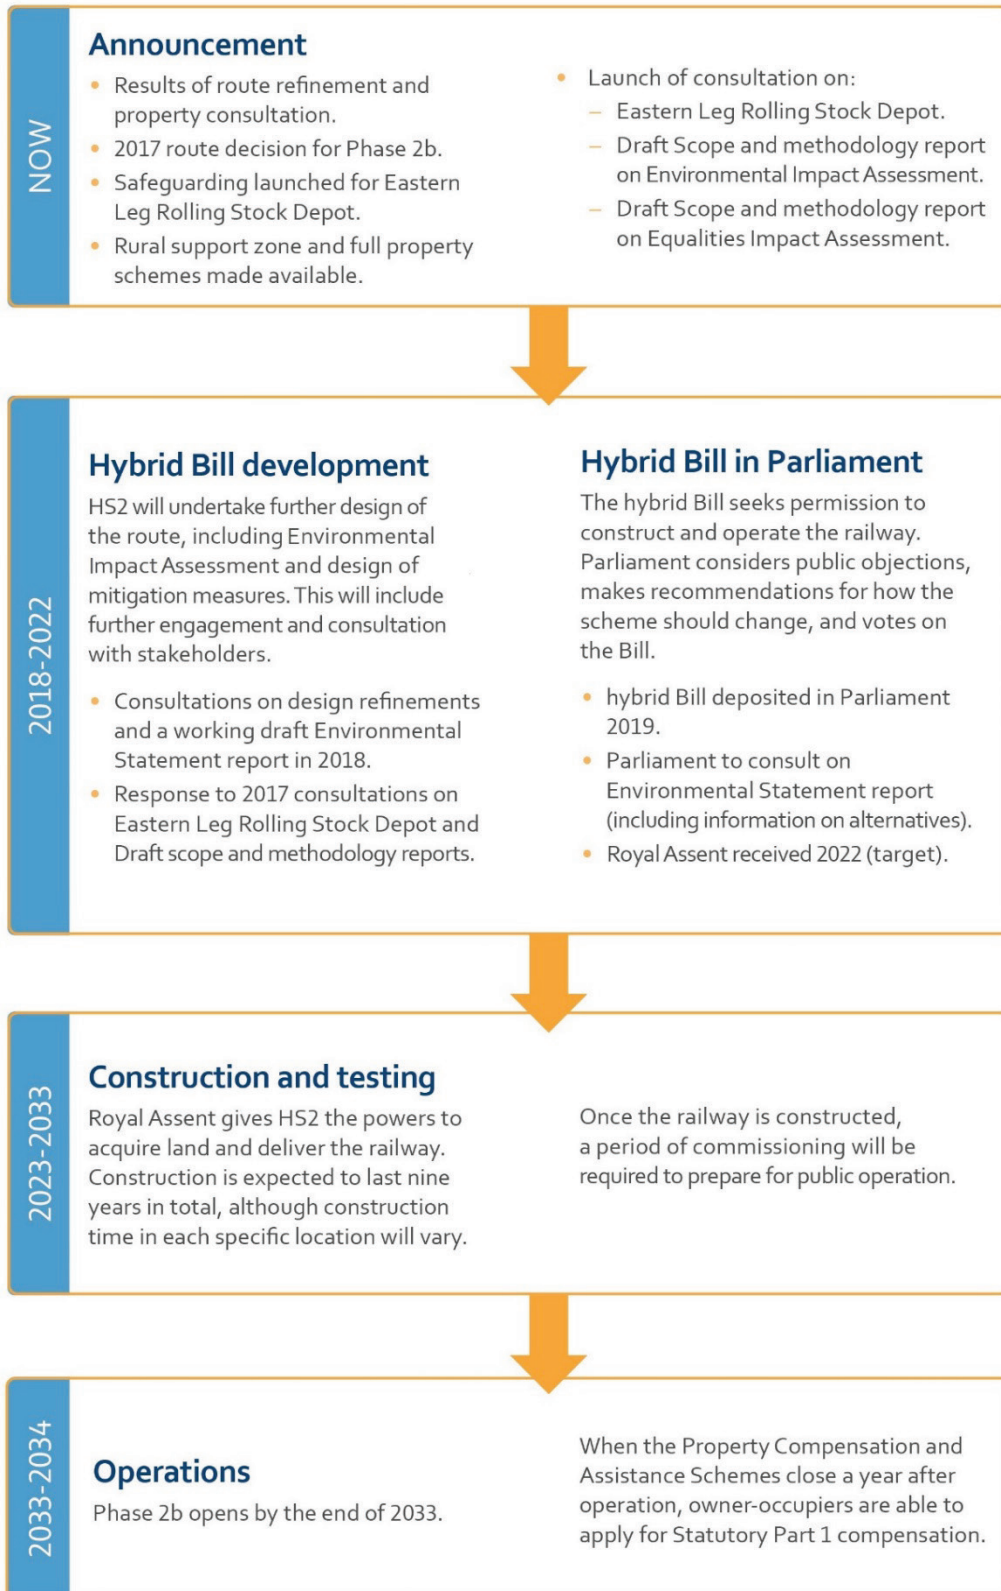 NOW
Announcement
• Results of route refinement and
property consultation.
• 2017 route decision for Phase 2b.
• Safeguarding launched for Eastern
Leg Rolling Stock Depot.
• Rural support zone and full property
schemes made available.
• Launch of consultation on:
– Eastern Leg Rolling Stock Depot.
– Draft Scope and methodology report
on Environmental Impact Assessment.
– Draft Scope and methodology report
on Equalities Impact Assessment.
2018-2022
Hybrid Bill development
HS2 will undertake further design of
the route, including Environmental
Impact Assessment and design of
mitigation measures. This will include
further engagement and consultation
with stakeholders.
• Consultations on design refinements
and a working draft Environmental
Statement report in 2018.
• Response to 2017 consultations on
Eastern Leg Rolling Stock Depot and
Draft scope and methodology reports.
Hybrid Bill in Parliament
The hybrid Bill seeks permission to
construct and operate the railway.
Parliament considers public objections,
makes recommendations for how the
scheme should change, and votes on
the Bill.
• hybrid Bill deposited in Parliament
2019.
• Parliament to consult on
Environmental Statement report
(including information on alternatives).
• Royal Assent received 2022 (target).
2023-2033
Construction and testing
Royal Assent gives HS2 the powers to
acquire land and deliver the railway.
Construction is expected to last nine
years in total, although construction
time in each specific location will vary.
Once the railway is constructed,
a period of commissioning will be
required to prepare for public operation.
2033-2034
Operations
Phase 2b opens by the end of 2033.
When the Property Compensation and
Assistance Schemes close a year after
operation, owner-occupiers are able to
apply for Statutory Part 1 compensation.